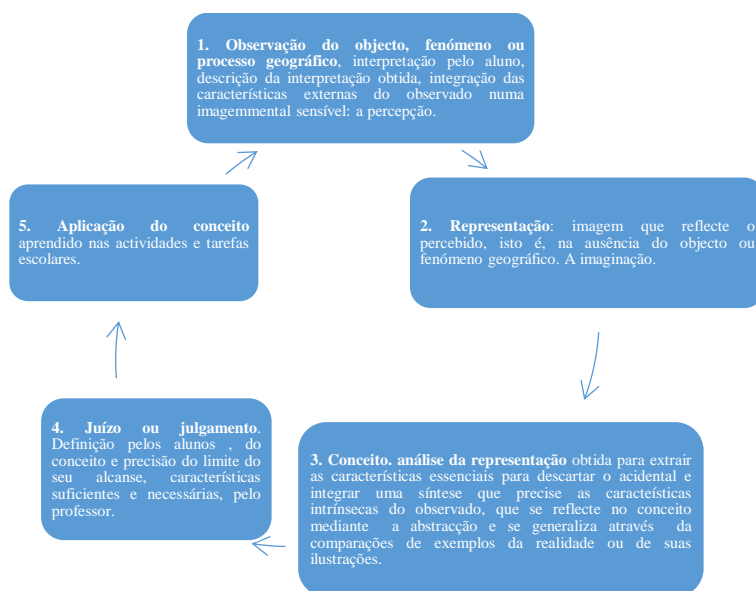 1. Observação do objecto, fenómeno ou
processo geográfico, interpretação pelo aluno,
descrição da interpretação obtida, integração das
características externas do observado numa
imagemmental sensível: a percepção.
2. Representação: imagem que reflecte o
percebido, isto é, na ausência do objecto ou
fenómeno geográfico. A imaginação.
3. Conceito. análise da representação obtida para extrair
as características essenciais para descartar o acidental e
integrar uma síntese que precise as caracteísticas
intrínsecas do observado, que se reflecte no conceito
mediante a abstracção e se generaliza através da
comparações de exemplos da realidade ou de suas
ilustrações.
4. Juízo ou julgamento.
Definição pelos alunos , do
conceito e precisão do limite do
seu alcanse, características
suficientes e necessárias, pelo
professor.
5. Aplicação do conceito
aprendido nas actividades e tarefas
escolares.